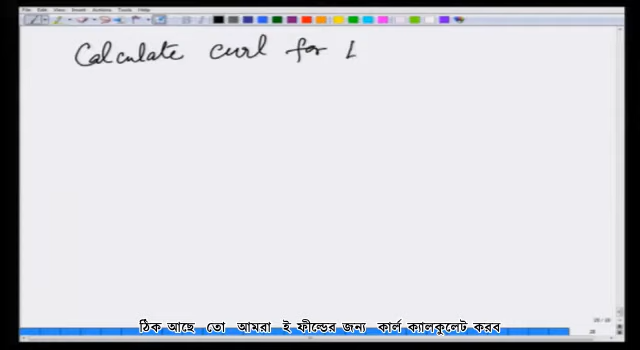 Calculate curl for
ঠিক আছে তো আমরা ই ফীল্ডের জন্য কার্ল ক্যালকুলেট করব